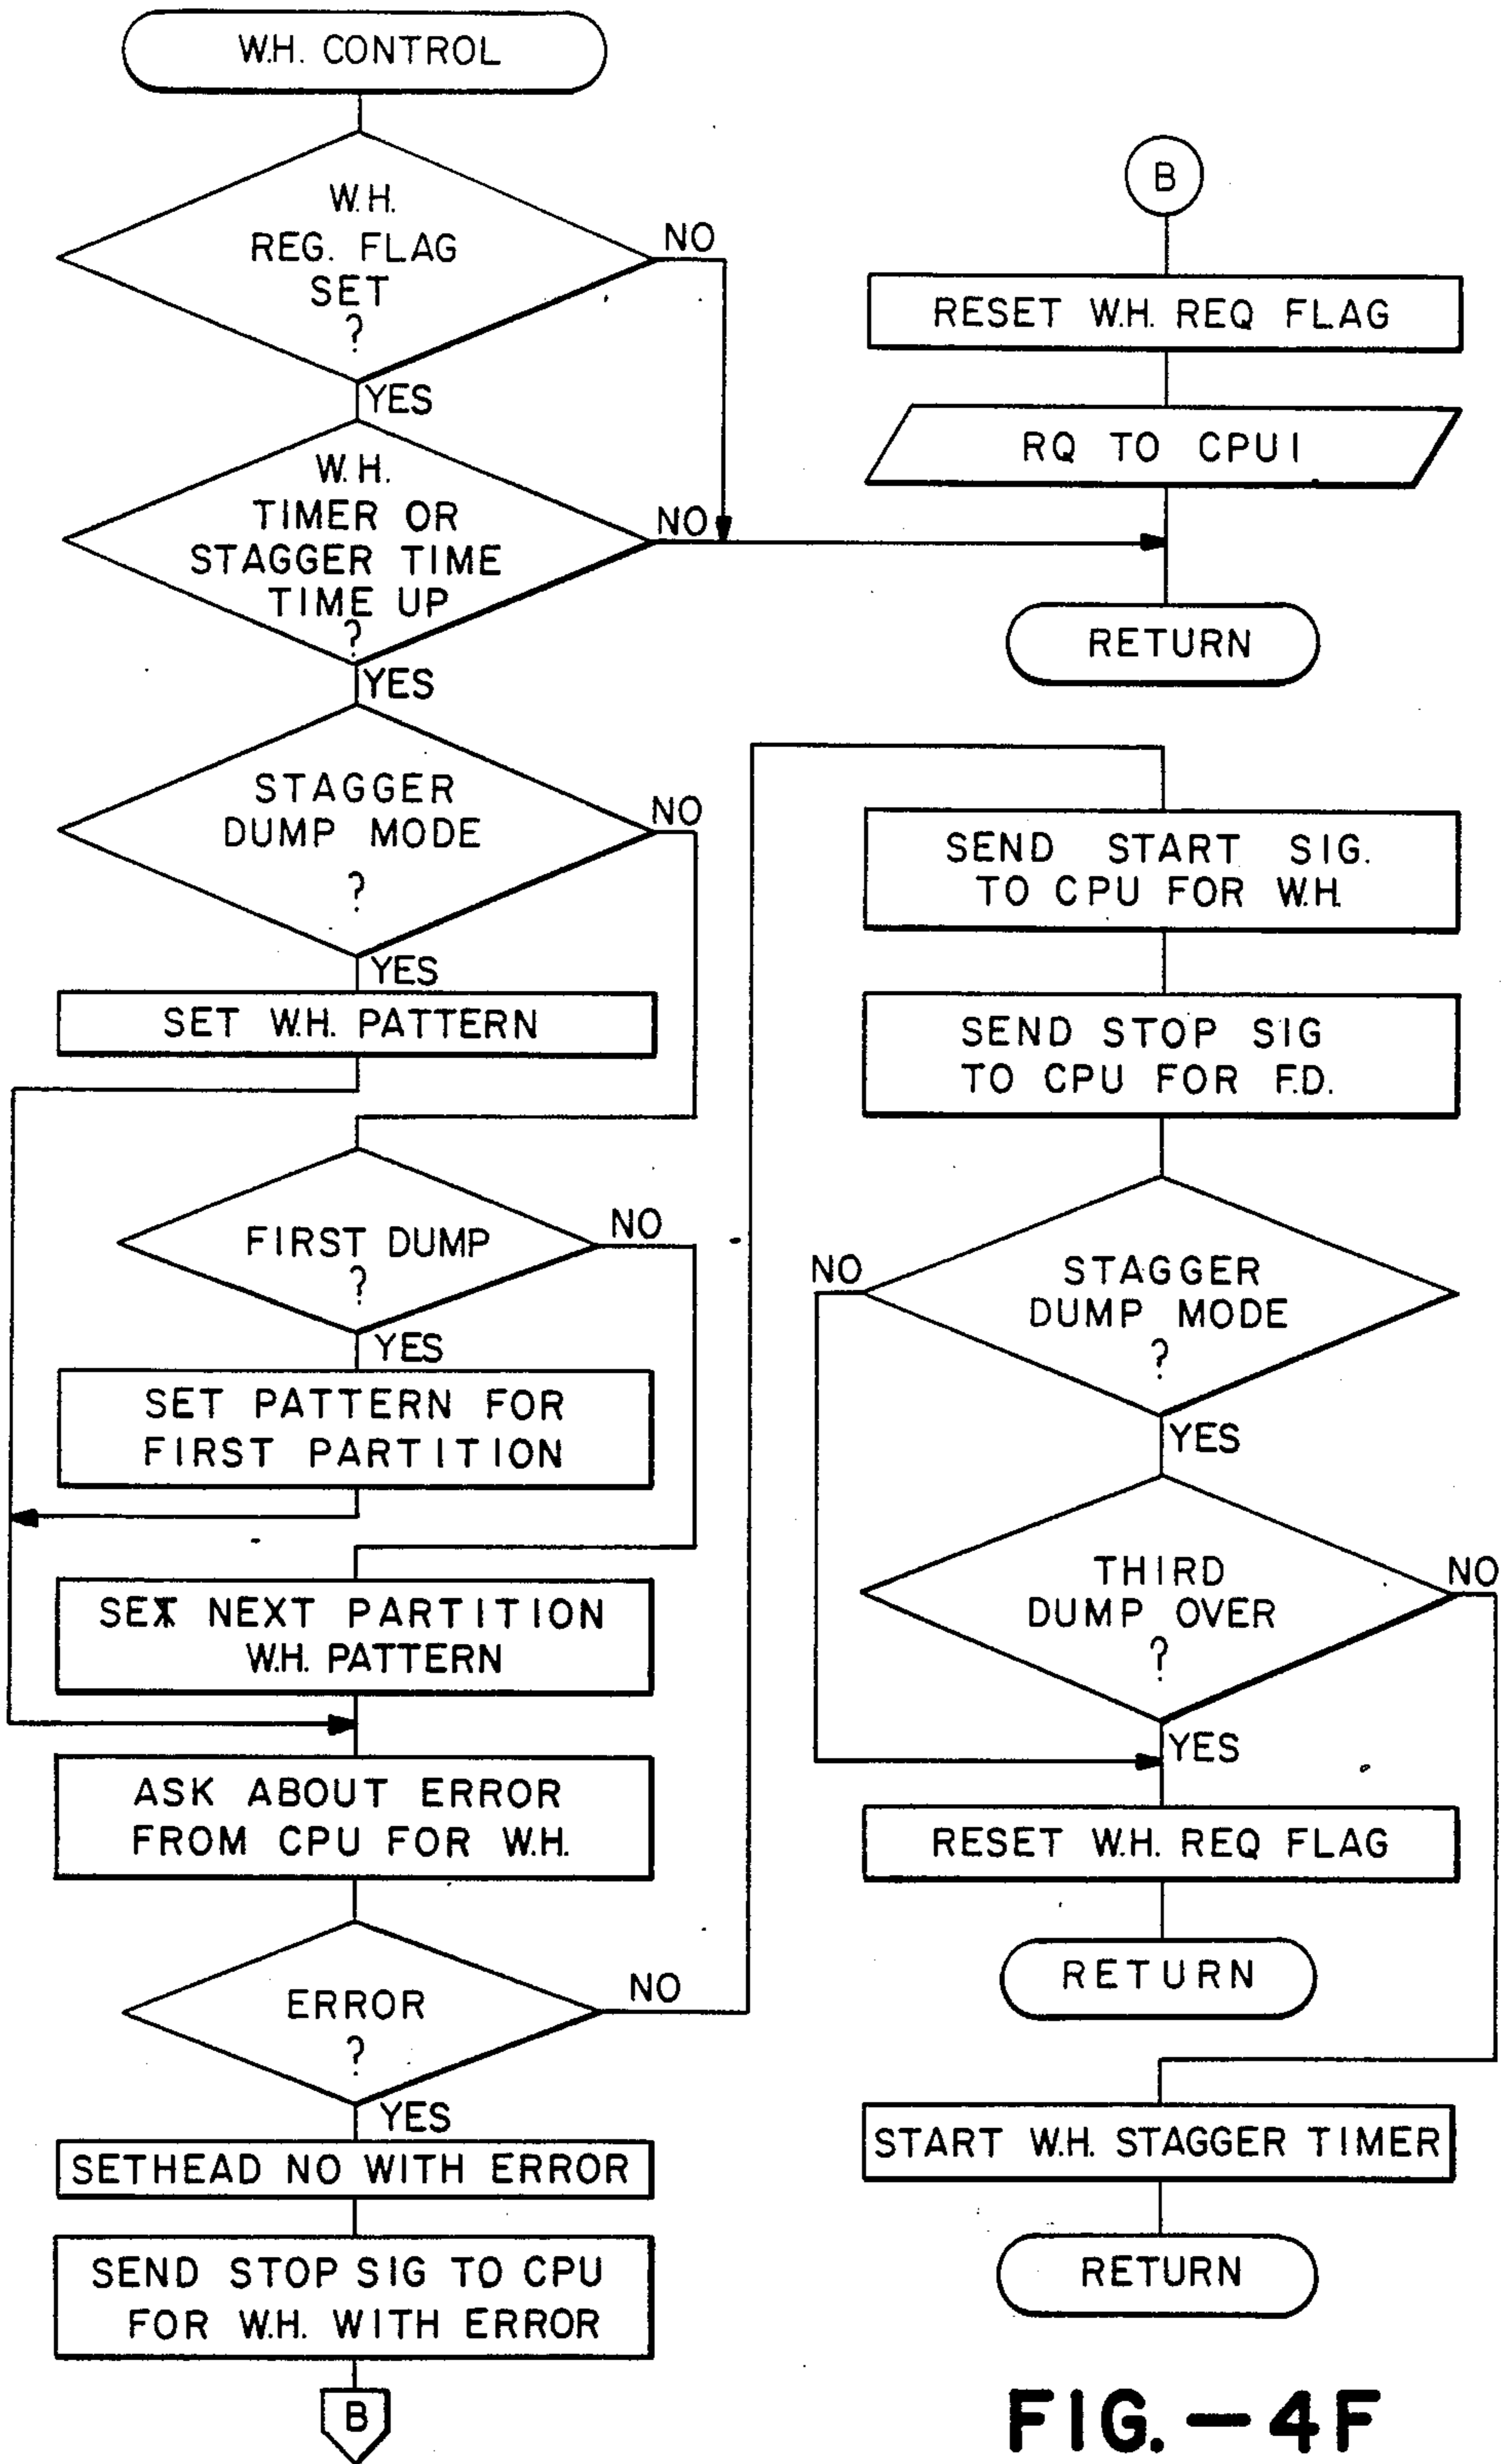 W.H. CONTROL
W.H.
REG. FLAG
SET
?
NO
YES
W.H.
TIMER OR
STAGGER TIME
TIME UP
?
NO
YES
STAGGER
DUMP MODE
?
NO
YES
SET W.H. PATTERN
FIRST DUMP
?
NO
YES
SET PATTERN FOR
FIRST PARTITION
NEXT PARTITION
W.H. PATTERN
ASK ABOUT ERROR
FROM CPU FOR W.H.
ERROR
?
NO
YES
SETHEAD NO WITH ERROR
SEND STOP SIG TO CPU
FOR W.H. WITH ERROR
B
B
RESET W.H. REQ FLAG
RQ TO CPU1
RETURN
SEND START SIG.
TO CPU FOR W.H.
SEND STOP SIG
TO CPU FOR F.D.
STAGGER
DUMP MODE
?
NO
YES
THIRD
DUMP OVER
?
NO
YES
RESET W.H. REQ FLAG
RETURN
START W.H. STAGGER TIMER
RETURN
FIG.-4F